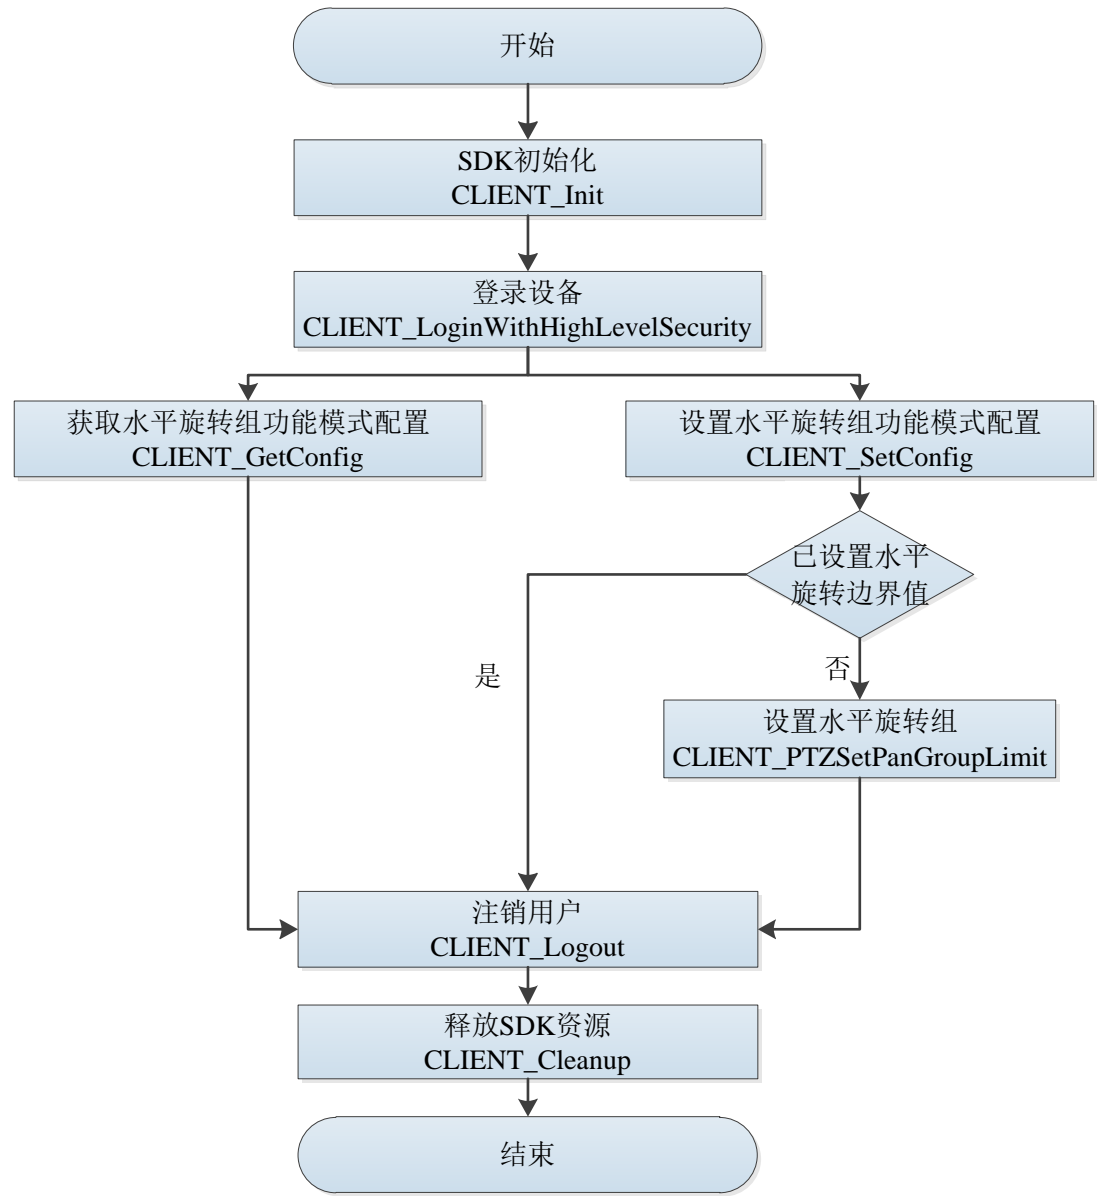 开始
SDK初始化
CLIENT_Init
登录设备
CLIENT_LoginWithHighLevelSecurity
获取水平旋转组功能模式配置
CLIENT_GetConfig
设置水平旋转组功能模式配置
CLIENT_SetConfig
已设置水平
旋转边界值
是
否
设置水平旋转组
CLIENT_PTZSetPanGroupLimit
注销用户
CLIENT_Logout
释放SDK资源
CLIENT_Cleanup
结束